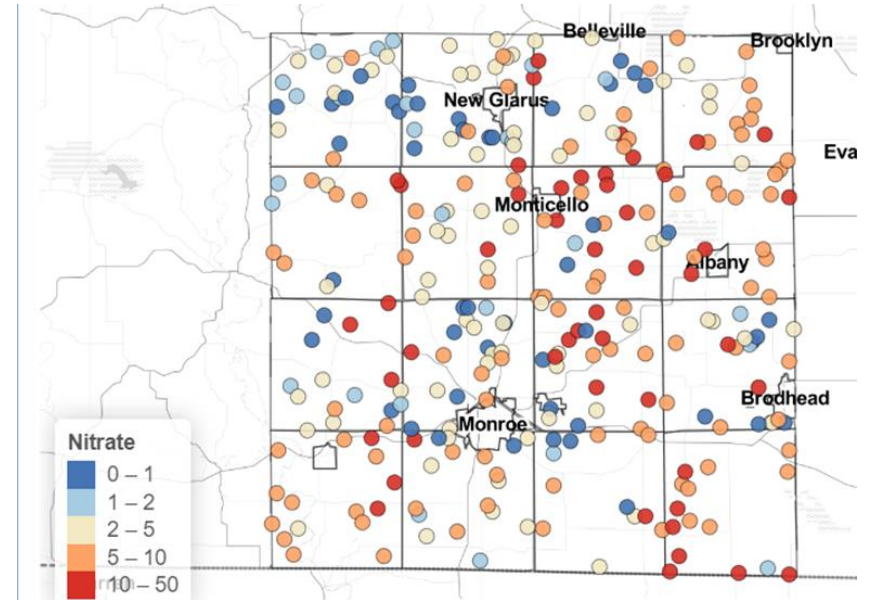 Belleville
Brooklyn
New Glarus
Eva
Monticello
Albany
Brodhead
Monroe
Nitrate
0 – 1
1 – 2
2 – 5
5 – 10
10 – 50